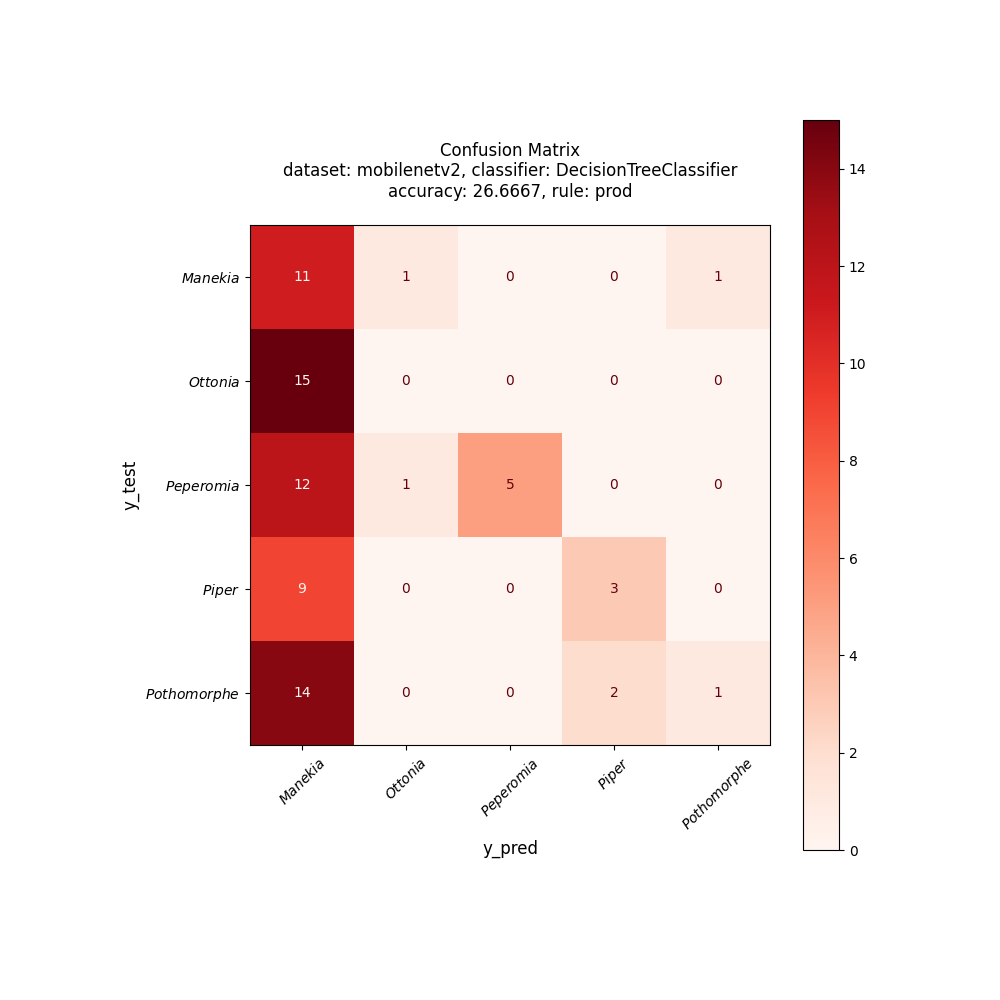 Confusion Matrix
dataset: mobilenetv2, classifier: DecisionTreeClassifier
accuracy: 26.6667, rule: prod
Manekia 11 1 0 0 1
Ottonia 15 0 0 0 0
Peperomia 12 1 5 0 0
Piper 9 0 0 3 0
Pothomorphe 14 0 0 2 1
y_test
Manekia Ottonia Peperomia Piper Pothomorphe
y_pred
14
12
10
8
6
4
2
0